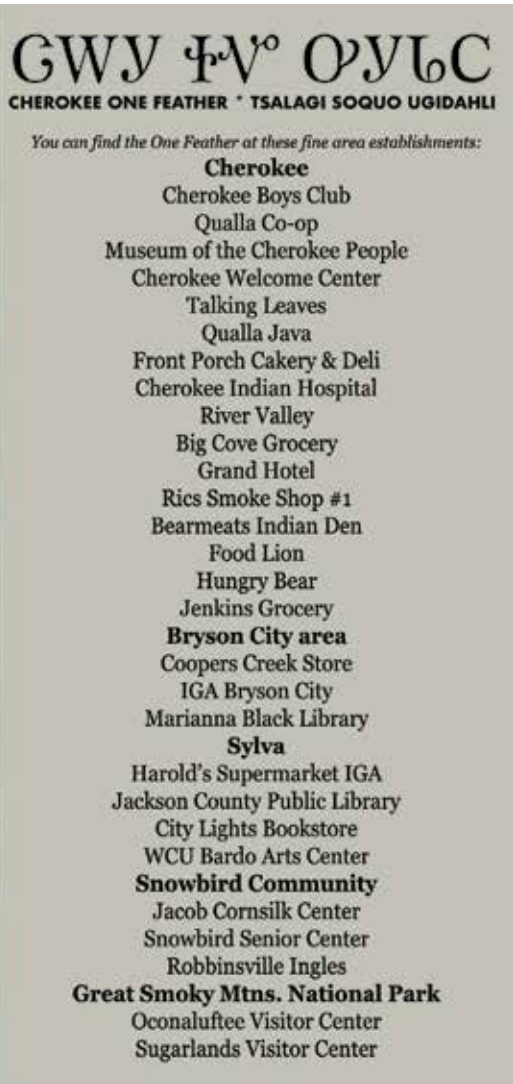 ᏣᎳᎩ ᏐᏉ ᎤᎩᏓᏟ
CHEROKEE ONE FEATHER * TSALAGI SOQUO UGIDAHLI
You can find the One Feather at these fine area establishments:
Cherokee
Cherokee Boys Club
Qualla Co-op
Museum of the Cherokee People
Cherokee Welcome Center
Talking Leaves
Qualla Java
Front Porch Cakery & Deli
Cherokee Indian Hospital
River Valley
Big Cove Grocery
Grand Hotel
Rics Smoke Shop #1
Bearmeats Indian Den
Food Lion
Hungry Bear
Jenkins Grocery
Bryson City area
Coopers Creek Store
IGA Bryson City
Marianna Black Library
Sylva
Harold's Supermarket IGA
Jackson County Public Library
City Lights Bookstore
WCU Bardo Arts Center
Snowbird Community
Jacob Cornsilk Center
Snowbird Senior Center
Robbinsville Ingles
Great Smoky Mtns. National Park
Oconaluftee Visitor Center
Sugarlands Visitor Center